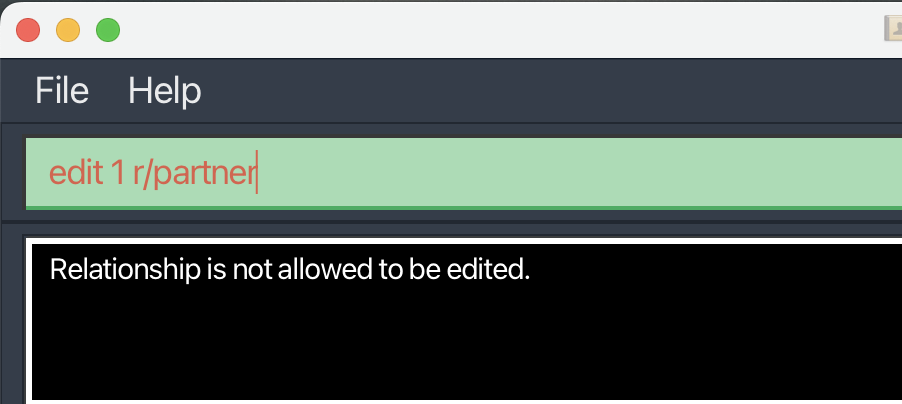 File Help
edit 1 r/partner
Relationship is not allowed to be edited.